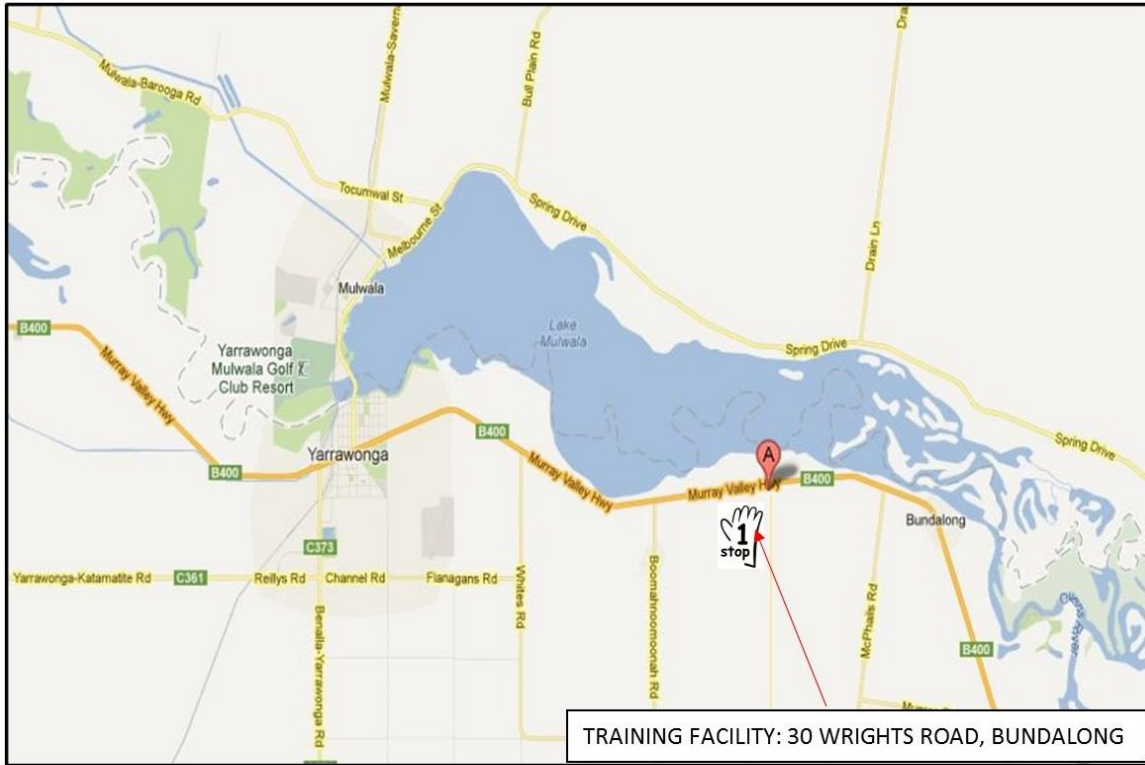 Mulwala-Barooga Rd
Mulwala-Savern
Bull Plain Rd
Drai
Tocumwal St
Melbourne St
Spring Drive
Drain Ln
Mulwala
B400
Lake
Mulwala
Spring Drive
Murray Valley Hwy
Yarrawonga
Mulwala Golf
Club Resort
Spring Drive
B400
Yarrawonga
B400
Murray Valley Hwy
A
Murray Valley Hwy
B400
Bundalong
1
stop
C373
Yarrawonga-Katamatite Rd
C361
Reillys Rd
Channel Rd
Flanagans Rd
Whites Rd
Boomahnoomoonah Rd
McPhails Rd
Ovens River
Benalla-Yarrawonga Rd
B400
TRAINING FACILITY: 30 WRIGHTS ROAD, BUNDALONG